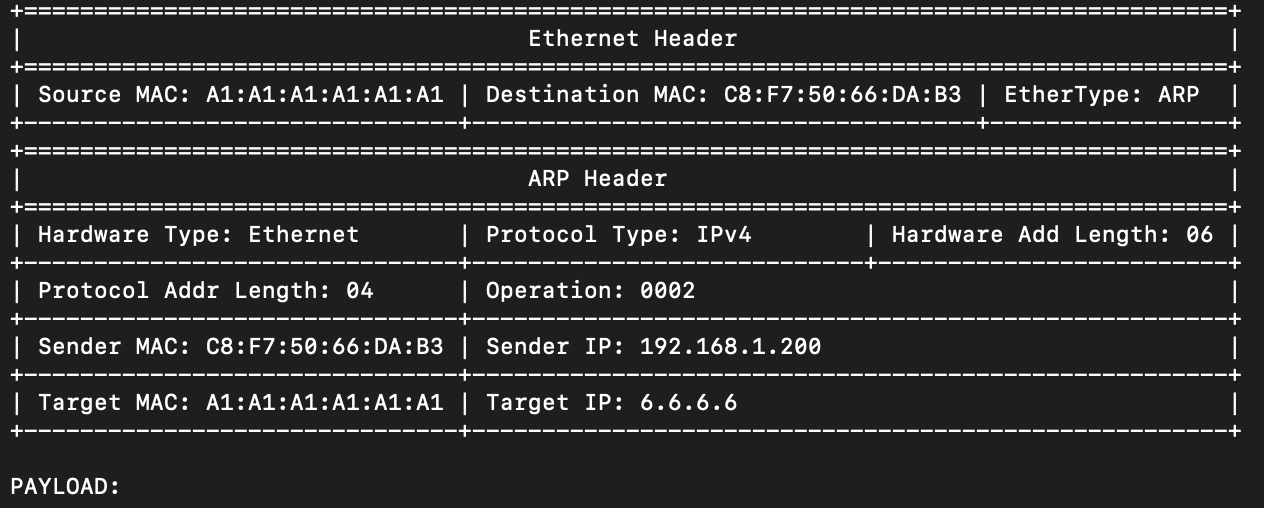 +======================================================================================+
| Ethernet Header |
+======================================================================================+
| Source MAC: A1:A1:A1:A1:A1:A1 | Destination MAC: C8:F7:50:66:DA:B3 | EtherType: ARP |
+-------------------------------+------------------------------------+-----------------+
+======================================================================================+
| ARP Header |
+======================================================================================+
| Hardware Type: Ethernet | Protocol Type: IPv4 | Hardware Add Length: 06 |
+-------------------------------+----------------------------+-------------------------+
| Protocol Addr Length: 04 | Operation: 0002 |
+-------------------------------+------------------------------------------------------+
| Sender MAC: C8:F7:50:66:DA:B3 | Sender IP: 192.168.1.200 |
+-------------------------------+------------------------------------------------------+
| Target MAC: A1:A1:A1:A1:A1:A1 | Target IP: 6.6.6.6 |
+-------------------------------+------------------------------------------------------+
PAYLOAD: